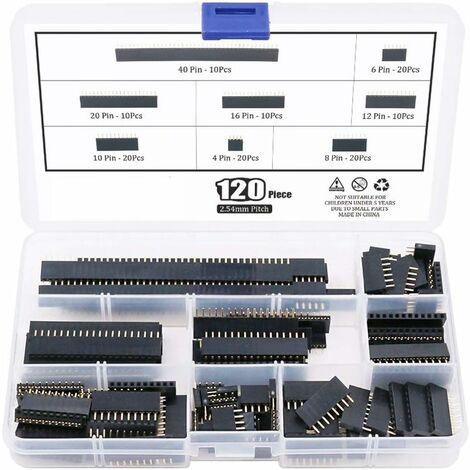 40 Pin - 10Pcs
6 Pin - 20Pcs
20 Pin - 10Pcs
16 Pin - 10Pcs
12 Pin - 10Pcs
10 Pin - 20Pcs
4 Pin - 20Pcs
8 Pin - 20Pcs
120 Piece
2.54mm Pitch
NOT SUITABLE FOR
CHILDREN UNDER 5 YEARS
DUE TO SMALL PARTS
MADE IN CHINA